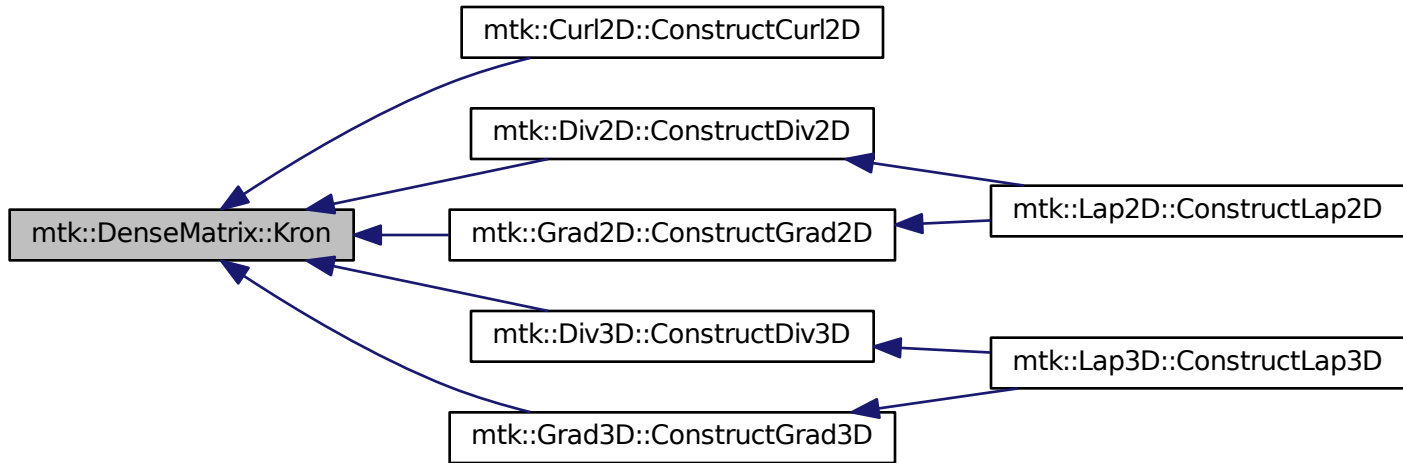 mtk::Curl2D::ConstructCurl2D
mtk::Div2D::ConstructDiv2D
mtk::Lap2D::ConstructLap2D
mtk::DenseMatrix::Kron
mtk::Grad2D::ConstructGrad2D
mtk::Div3D::ConstructDiv3D
mtk::Lap3D::ConstructLap3D
mtk::Grad3D::ConstructGrad3D